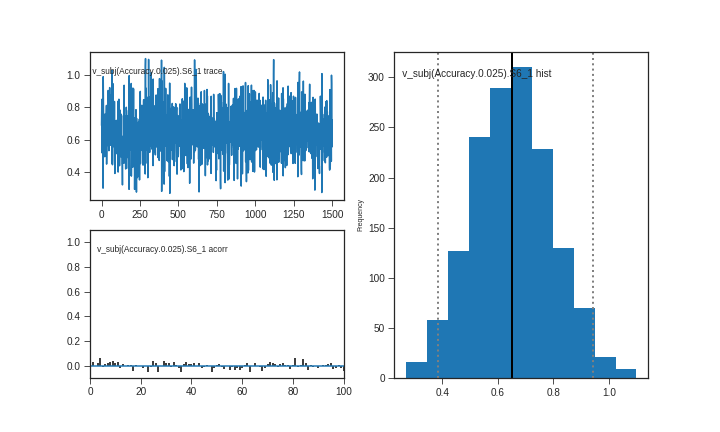 v_subj(Accuracy.0.025).S6_1 trace
1.0
0.8
0.6
0.4
0 250 500 750 1000 1250 1500
v_subj(Accuracy.0.025).S6_1 acorr
1.0
0.8
0.6
0.4
0.2
0.0
0 20 40 60 80 100
v_subj(Accuracy.0.025).S6_1 hist
Frequency
300
250
200
150
100
50
0
0.4 0.6 0.8 1.0